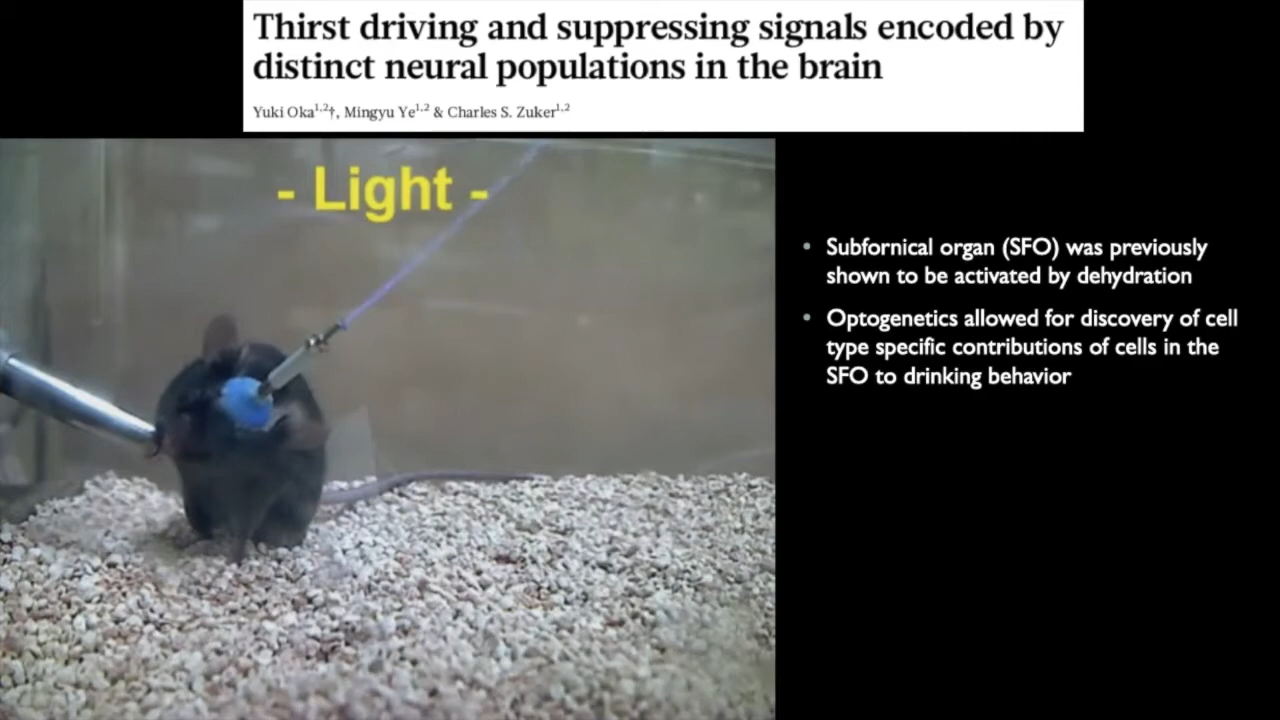 Thirst driving and suppressing signals encoded by
distinct neural populations in the brain
Yuki Oka1,2†, Mingyu Ye1,2 & Charles S. Zuker1,2
- Light -
• Subfornical organ (SFO) was previously
shown to be activated by dehydration
• Optogenetics allowed for discovery of cell
type specific contributions of cells in the
SFO to drinking behavior